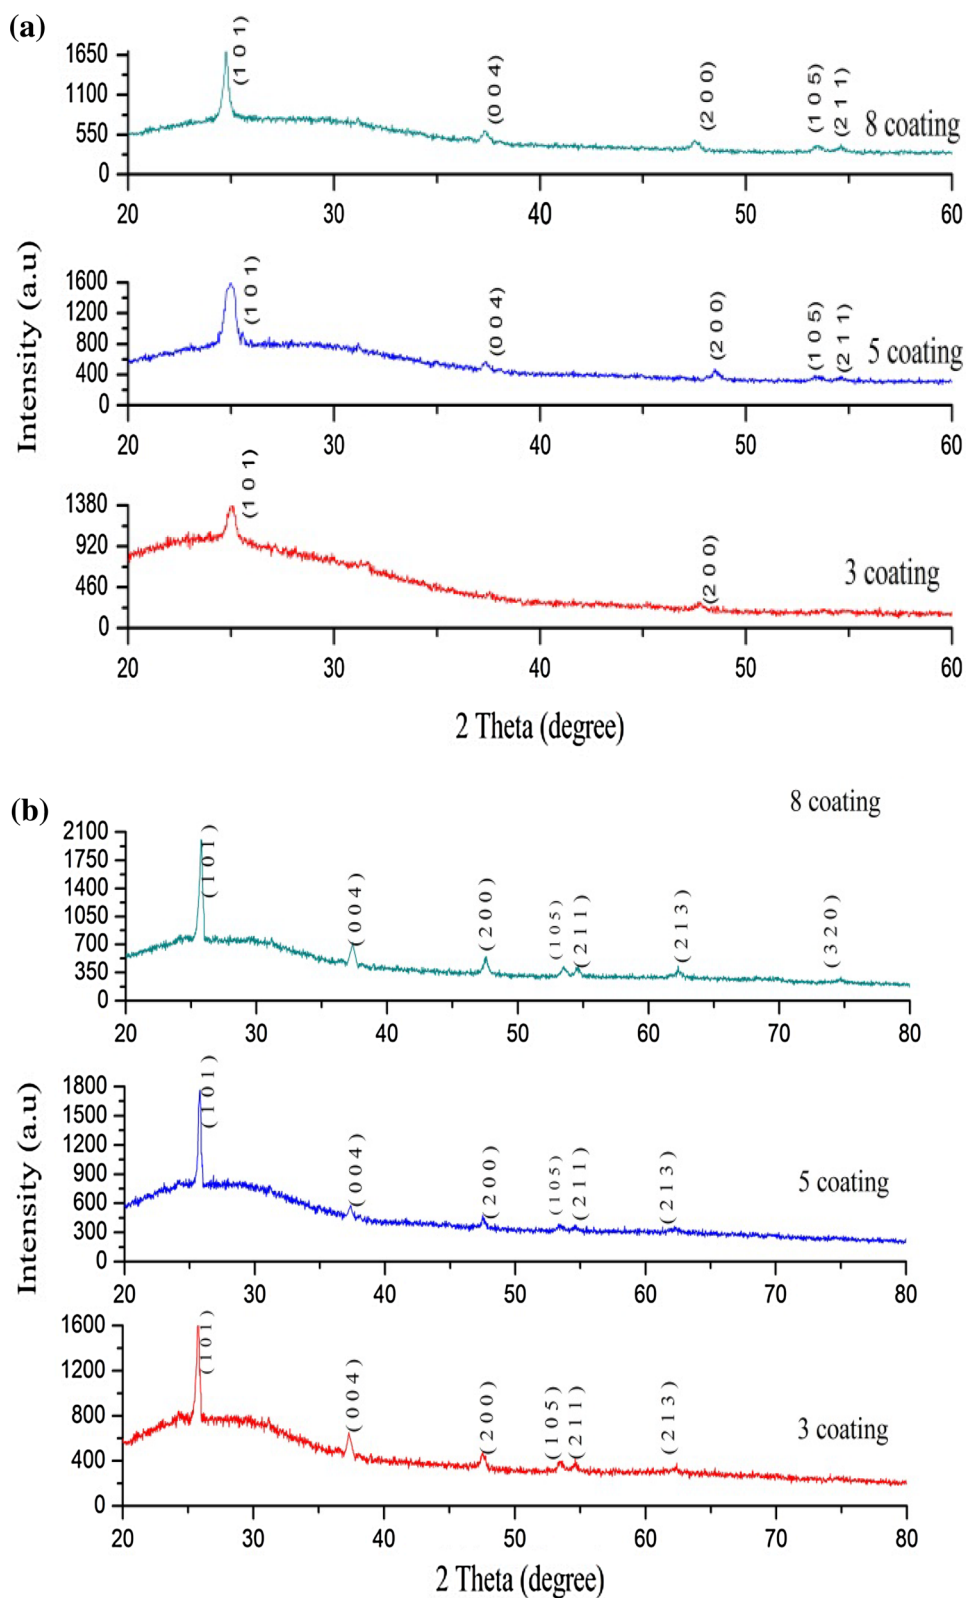 (a)
1650
1100
550
0
(1 0 1)
(0 0 4)
(2 0 0)
(1 0 5)
(2 1 1)
8 coating
20 30 40 50 60
Intensity (a.u)
1600
1200
800
400
0
(1 0 1)
(0 0 4)
(2 0 0)
(1 0 5)
(2 1 1)
5 coating
20 30 40 50 60
1380
920
460
0
(1 0 1)
(2 0 0)
3 coating
20 30 40 50 60
2 Theta (degree)
(b)
8 coating
2100
1750
1400
1050
700
350
0
(1 0 1)
(0 0 4)
(2 0 0)
(1 0 5)
(2 1 1)
(2 1 3)
(3 2 0)
20 30 40 50 60 70 80
Intensity (a.u)
1800
1500
1200
900
600
300
0
(1 0 1)
(0 0 4)
(2 0 0)
(1 0 5)
(2 1 1)
(2 1 3)
5 coating
20 30 40 50 60 70 80
1600
1200
800
400
0
(1 0 1)
(0 0 4)
(2 0 0)
(1 0 5)
(2 1 1)
(2 1 3)
3 coating
20 30 40 50 60 70 80
2 Theta (degree)